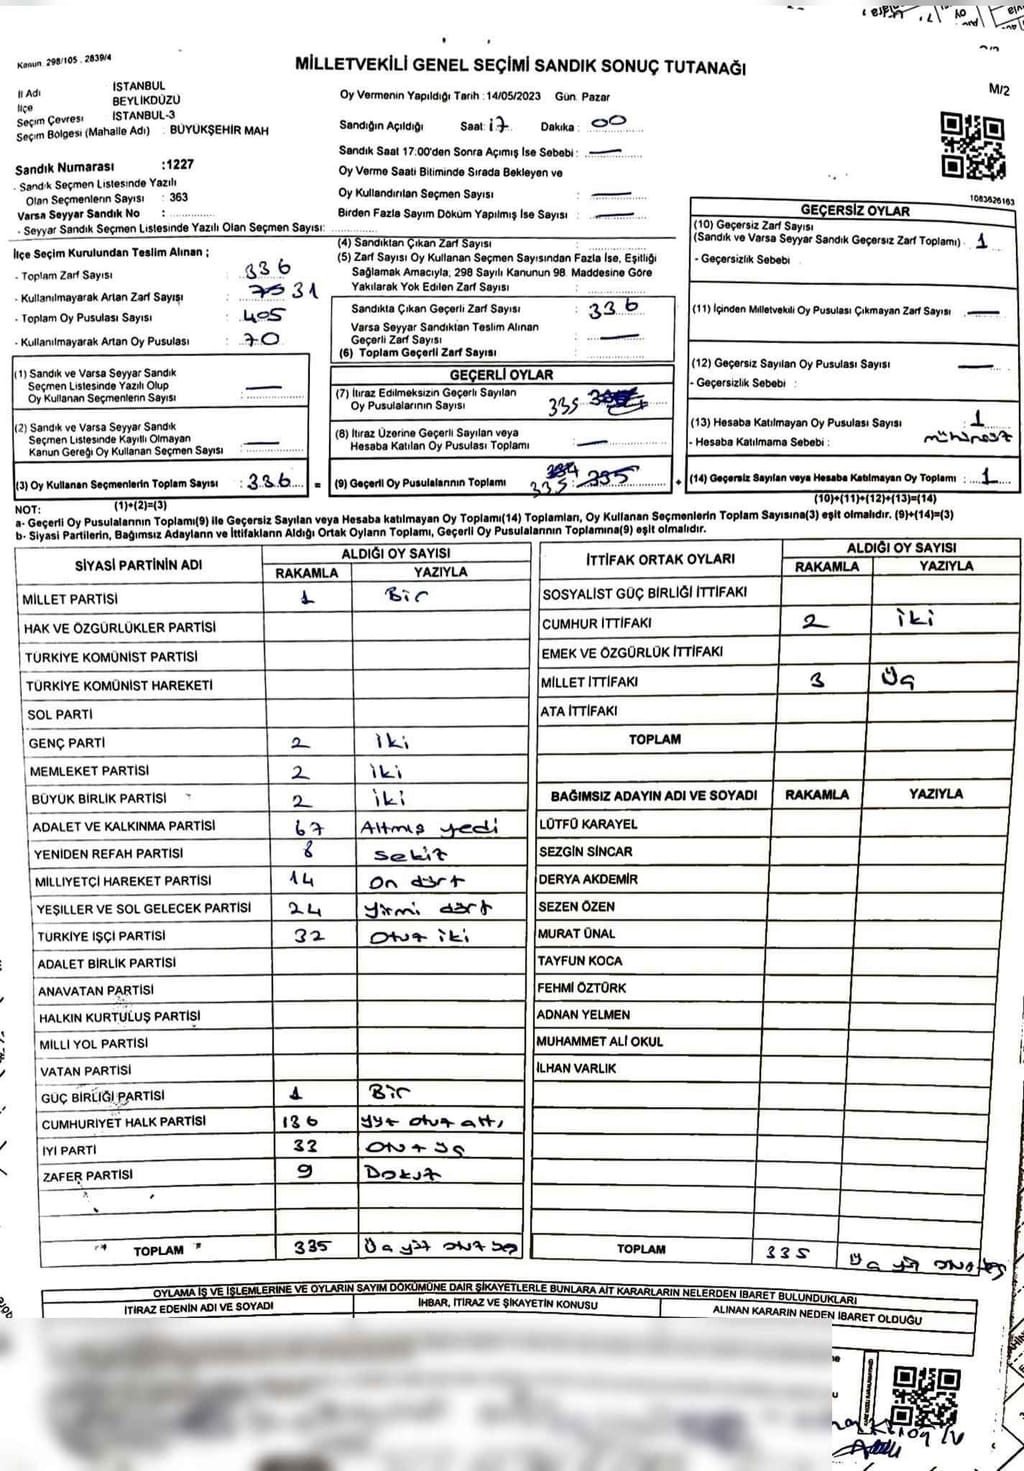 Kanun 298/105 . 2839/4
MİLLETVEKİLİ GENEL SEÇİMİ SANDIK SONUÇ TUTANAĞI
M/2
İl Adı İSTANBUL
İlçe BEYLİKDÜZÜ
Seçim Çevresi İSTANBUL-3
Seçim Bölgesi (Mahalle Adı) : BÜYÜKŞEHİR MAH
Sandık Numarası :1227
- Sandık Seçmen Listesinde Yazılı
Olan Seçmenlerin Sayısı : 363
Varsa Seyyar Sandık No :
- Seyyar Sandık Seçmen Listesinde Yazılı Olan Seçmen Sayısı:
Oy Vermenin Yapıldığı Tarih :14/05/2023 Gün. Pazar
Sandığın Açıldığı Saat: 17 Dakika : 00
Sandık Saat 17:00'den Sonra Açmış İse Sebebi : —
Oy Verme Saati Bitiminde Sırada Bekleyen ve
Oy Kullandırılan Seçmen Sayısı : —
Birden Fazla Sayım Döküm Yapılmış İse Sayısı : —
1083626163
İlçe Seçim Kurulundan Teslim Alınan ;
- Toplam Zarf Sayısı : 336
- Kullanılmayarak Artan Zarf Sayısı : 31
- Toplam Oy Pusulası Sayısı : 405
- Kullanılmayarak Artan Oy Pusulası : 70
(1) Sandık ve Varsa Seyyar Sandık
Seçmen Listesinde Yazılı Olup
Oy Kullanan Seçmenlerin Sayısı : —
(2) Sandık ve Varsa Seyyar Sandık
Seçmen Listesinde Kayıllı Olmayan
Kanun Gereği Oy Kullanan Seçmen Sayısı : —
(3) Oy Kullanan Seçmenlerin Toplam Sayısı : 336 =
(4) Sandıktan Çıkan Zarf Sayısı :
(5) Zarf Sayısı Oy Kullanan Seçmen Sayısından Fazla İse, Eşitliği
Sağlamak Amacıyla, 298 Sayılı Kanunun 98. Maddesine Göre
Yakılarak Yok Edilen Zarf Sayısı :
Sandıkta Çıkan Geçerli Zarf Sayısı : 336
Varsa Seyyar Sandıktan Teslim Alınan
Geçerli Zarf Sayısı : —
(6) Toplam Geçerli Zarf Sayısı :
GEÇERLİ OYLAR
(7) İtiraz Edilmeksizin Geçerli Sayılan
Oy Pusulalarının Sayısı 335
(8) İtiraz Üzerine Geçerli Sayılan veya
Hesaba Katılan Oy Pusulası Toplamı : —
(9) Geçerli Oy Pusulalarının Toplamı 335 +
GEÇERSİZ OYLAR
(10) Geçersiz Zarf Sayısı
(Sandık ve Varsa Seyyar Sandık Geçersız Zarf Toplamı) : 1
- Geçersizlik Sebebi :
(11) İçinden Milletvekili Oy Pusulası Çıkmayan Zarf Sayısı : —
(12) Geçersiz Sayılan Oy Pusulası Sayısı : —
- Geçersizlik Sebebi :
(13) Hesaba Katılmayan Oy Pusulası Sayısı : 1
- Hesaba Katılmama Sebebi :
(14) Geçersiz Sayılan veya Hesaba Katılmayan Oy Toplamı : 1
NOT: (1)+(2)=(3) (10)+(11)+(12)+(13)=(14)
a- Geçerli Oy Pusulalarının Toplamı(9) ile Geçersiz Sayılan veya Hesaba katılmayan Oy Toplamı(14) Toplamları, Oy Kullanan Seçmenlerin Toplam Sayısına(3) eşit olmalıdır. (9)+(14)=(3)
b- Siyasi Partilerin, Bağımsız Adayların ve İttifakların Aldığı Ortak Oyların Toplamı, Geçerli Oy Pusulalarının Toplamına(9) eşit olmalıdır.
SİYASİ PARTİNİN ADI ALDIĞI OY SAYISI
RAKAMLA YAZIYLA
MİLLET PARTİSİ 1 Bir
HAK VE ÖZGÜRLÜKLER PARTİSİ
TÜRKİYE KOMÜNİST PARTİSİ
TÜRKİYE KOMÜNİST HAREKETİ
SOL PARTİ
GENÇ PARTİ 2 iki
MEMLEKET PARTİSİ 2 iki
BÜYÜK BİRLİK PARTİSİ 2 iki
ADALET VE KALKINMA PARTİSİ 67 Altmış yedi
YENİDEN REFAH PARTİSİ 8 sekiz
MİLLİYETÇİ HAREKET PARTİSİ 14 on dört
YEŞİLLER VE SOL GELECEK PARTİSİ 24 yirmi dört
TÜRKİYE İŞÇİ PARTİSİ 32 otuz iki
ADALET BİRLİK PARTİSİ
ANAVATAN PARTİSİ
HALKIN KURTULUŞ PARTİSİ
MİLLİ YOL PARTİSİ
VATAN PARTİSİ
GÜÇ BİRLİĞİ PARTİSİ 1 Bir
CUMHURİYET HALK PARTİSİ 136 yüz otuz altı
İYİ PARTİ 33 otuz üç
ZAFER PARTİSİ 9 Dokuz
TOPLAM 335 Üç yüz otuz beş
İTTİFAK ORTAK OYLARI ALDIĞI OY SAYISI
RAKAMLA YAZIYLA
SOSYALİST GÜÇ BİRLİĞİ İTTİFAKI
CUMHUR İTTİFAKI 2 iki
EMEK VE ÖZGÜRLÜK İTTİFAKI
MİLLET İTTİFAKI 3 Üç
ATA İTTİFAKI
TOPLAM
BAĞIMSIZ ADAYIN ADI VE SOYADI RAKAMLA YAZIYLA
LÜTFÜ KARAYEL
SEZGİN SİNCAR
DERYA AKDEMİR
SEZEN ÖZEN
MURAT ÜNAL
TAYFUN KOCA
FEHMİ ÖZTÜRK
ADNAN YELMEN
MUHAMMET ALİ OKUL
İLHAN VARLIK
TOPLAM 335 Üç yüz otuz beş
OYLAMA İŞ VE İŞLEMLERİNE VE OYLARIN SAYIM DÖKÜMÜNE DAİR ŞİKAYETLERLE BUNLARA AİT KARARLARIN NELERDEN İBARET BULUNDUKLARI
İTİRAZ EDENİN ADI VE SOYADI İHBAR, İTİRAZ VE ŞİKAYETİN KONUSU ALINAN KARARIN NEDEN İBARET OLDUĞU